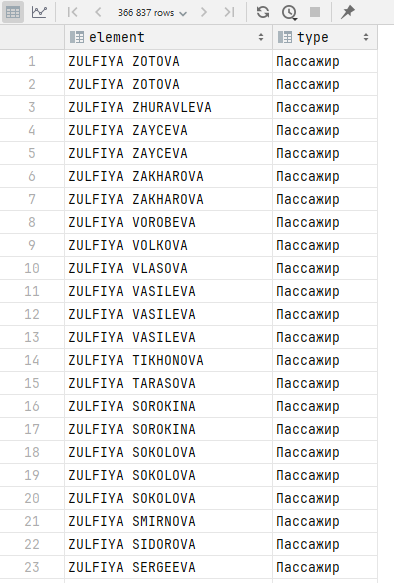 366 837 rows
element type
1 ZULFIYA ZOTOVA Пассажир
2 ZULFIYA ZOTOVA Пассажир
3 ZULFIYA ZHURAVLEVA Пассажир
4 ZULFIYA ZAYCEVA Пассажир
5 ZULFIYA ZAYCEVA Пассажир
6 ZULFIYA ZAKHAROVA Пассажир
7 ZULFIYA ZAKHAROVA Пассажир
8 ZULFIYA VOROBEVA Пассажир
9 ZULFIYA VOLKOVA Пассажир
10 ZULFIYA VLASOVA Пассажир
11 ZULFIYA VASILEVA Пассажир
12 ZULFIYA VASILEVA Пассажир
13 ZULFIYA VASILEVA Пассажир
14 ZULFIYA TIKHONOVA Пассажир
15 ZULFIYA TARASOVA Пассажир
16 ZULFIYA SOROKINA Пассажир
17 ZULFIYA SOROKINA Пассажир
18 ZULFIYA SOKOLOVA Пассажир
19 ZULFIYA SOKOLOVA Пассажир
20 ZULFIYA SOKOLOVA Пассажир
21 ZULFIYA SMIRNOVA Пассажир
22 ZULFIYA SIDOROVA Пассажир
23 ZULFIYA SERGEEVA Пассажир